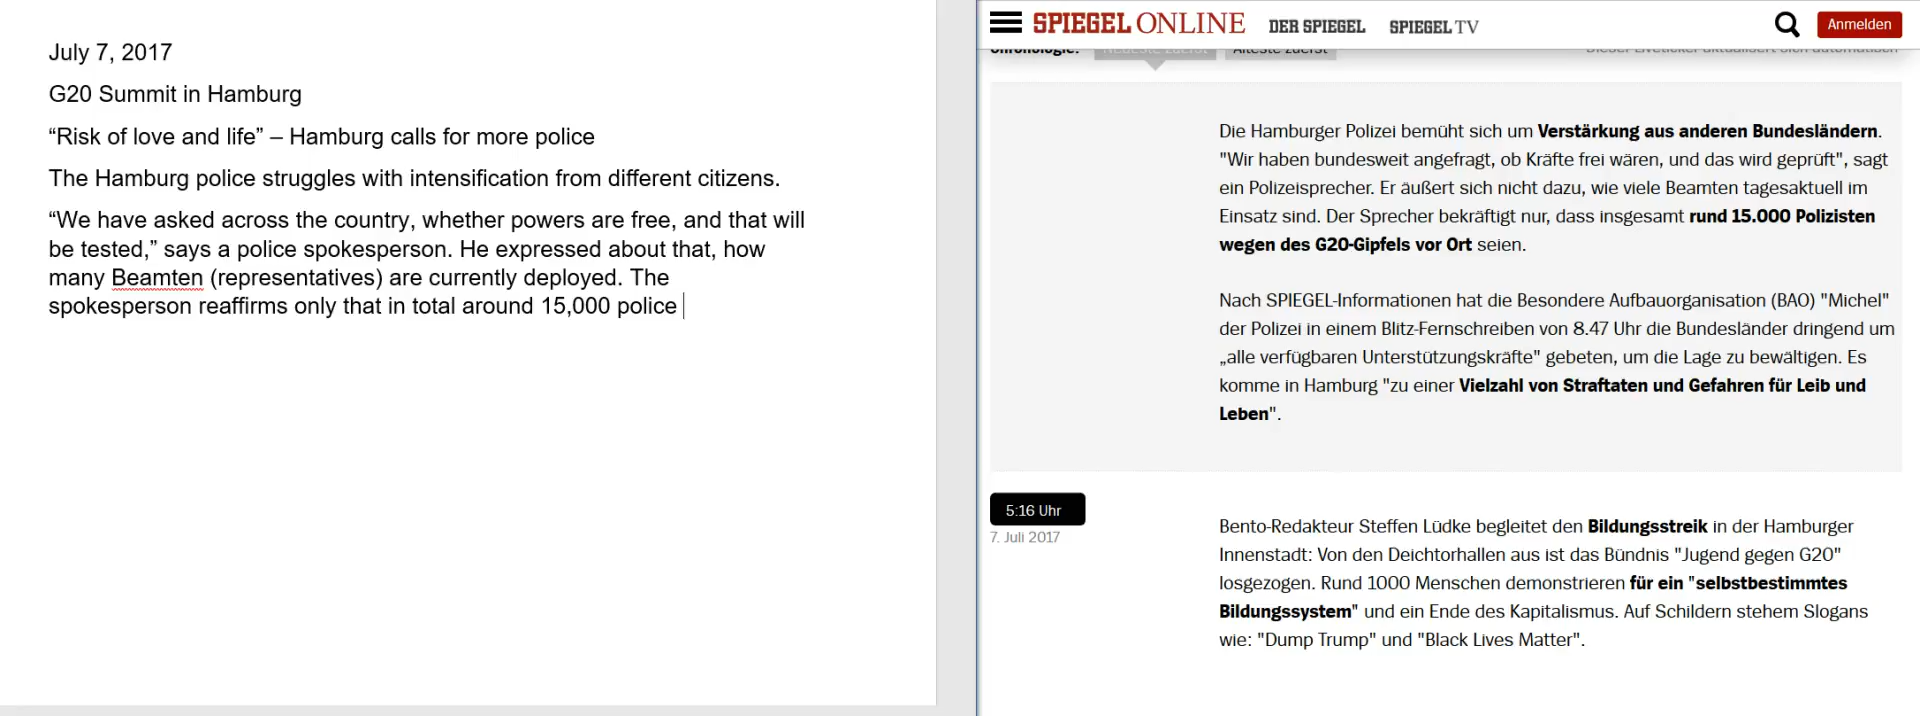 July 7, 2017
G20 Summit in Hamburg
“Risk of love and life” – Hamburg calls for more police
The Hamburg police struggles with intensification from different citizens.
“We have asked across the country, whether powers are free, and that will
be tested,” says a police spokesperson. He expressed about that, how
many Beamten (representatives) are currently deployed. The
spokesperson reaffirms only that in total around 15,000 police
SPIEGEL ONLINE DER SPIEGEL SPIEGEL TV Anmelden
Chronologie: Neueste zuerst Älteste zuerst Dieser Liveticker aktualisiert sich automatisch
Die Hamburger Polizei bemüht sich um Verstärkung aus anderen Bundesländern.
"Wir haben bundesweit angefragt, ob Kräfte frei wären, und das wird geprüft", sagt
ein Polizeisprecher. Er äußert sich nicht dazu, wie viele Beamten tagesaktuell im
Einsatz sind. Der Sprecher bekräftigt nur, dass insgesamt rund 15.000 Polizisten
wegen des G20-Gipfels vor Ort seien.
Nach SPIEGEL-Informationen hat die Besondere Aufbauorganisation (BAO) "Michel"
der Polizei in einem Blitz-Fernschreiben von 8.47 Uhr die Bundesländer dringend um
„alle verfügbaren Unterstützungskräfte" gebeten, um die Lage zu bewältigen. Es
komme in Hamburg "zu einer Vielzahl von Straftaten und Gefahren für Leib und
Leben".
5:16 Uhr
7. Juli 2017
Bento-Redakteur Steffen Lüdke begleitet den Bildungsstreik in der Hamburger
Innenstadt: Von den Deichtorhallen aus ist das Bündnis "Jugend gegen G20"
losgezogen. Rund 1000 Menschen demonstrieren für ein "selbstbestimmtes
Bildungssystem" und ein Ende des Kapitalismus. Auf Schildern stehem Slogans
wie: "Dump Trump" und "Black Lives Matter".